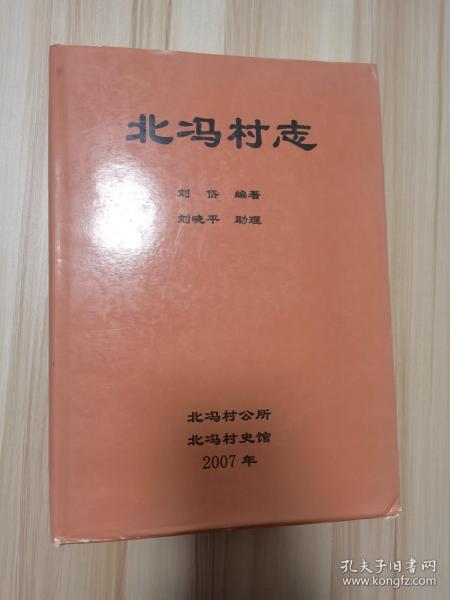 北冯村志
刘岱 编著
刘晓平 助理
北冯村公所
北冯村史馆
2007年
孔夫子旧书网
www.kongfz.com